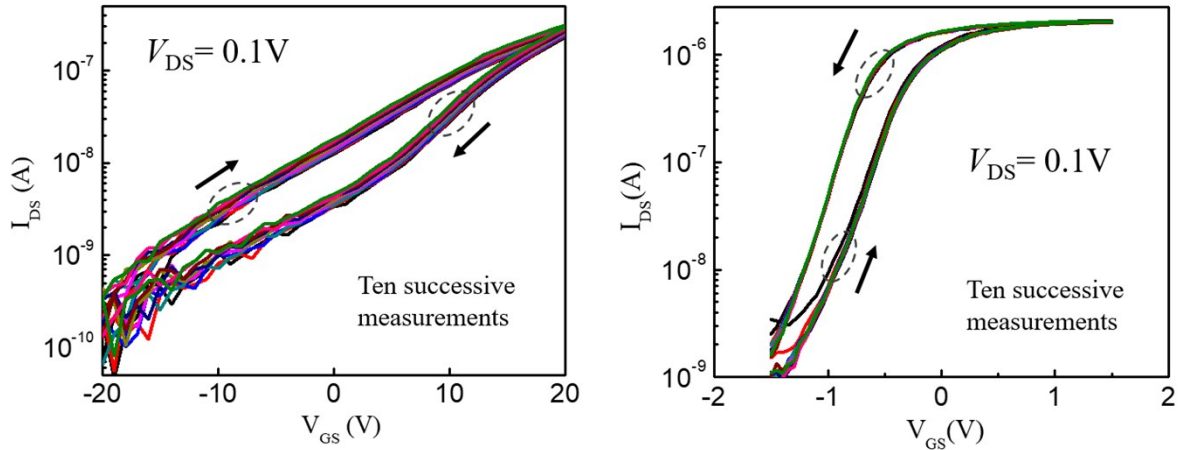 V_DS= 0.1V
10^-7
10^-8
10^-9
10^-10
I_DS (A)
Ten successive
measurements
-20 -10 0 10 20
V_GS (V)
10^-6
10^-7
10^-8
10^-9
I_DS(A)
V_DS= 0.1V
Ten successive
measurements
-2 -1 0 1 2
V_GS(V)